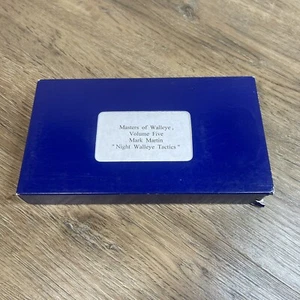 Masters of Walleye,
Volume Five
Mark Martin
"Night Walleye Tactics"